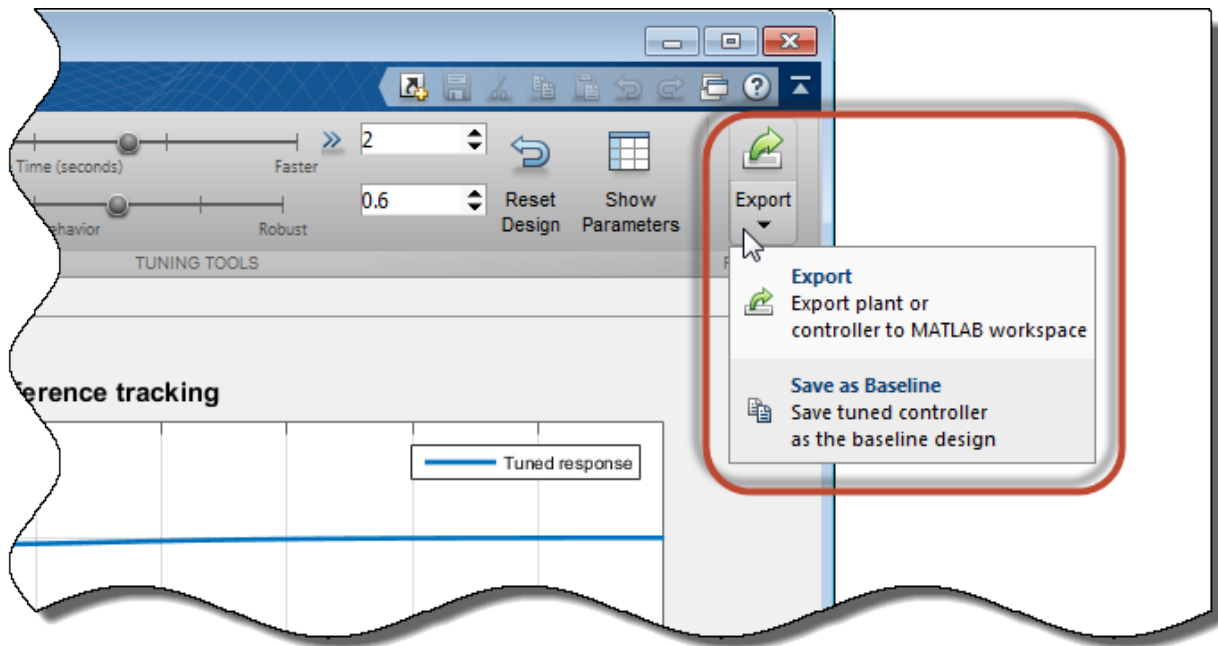 2
Time (seconds)
Faster
0.6
Behavior
Robust
Reset
Design
Show
Parameters
Export
TUNING TOOLS
Export
Export plant or
controller to MATLAB workspace
Save as Baseline
Save tuned controller
as the baseline design
tracking
Tuned response